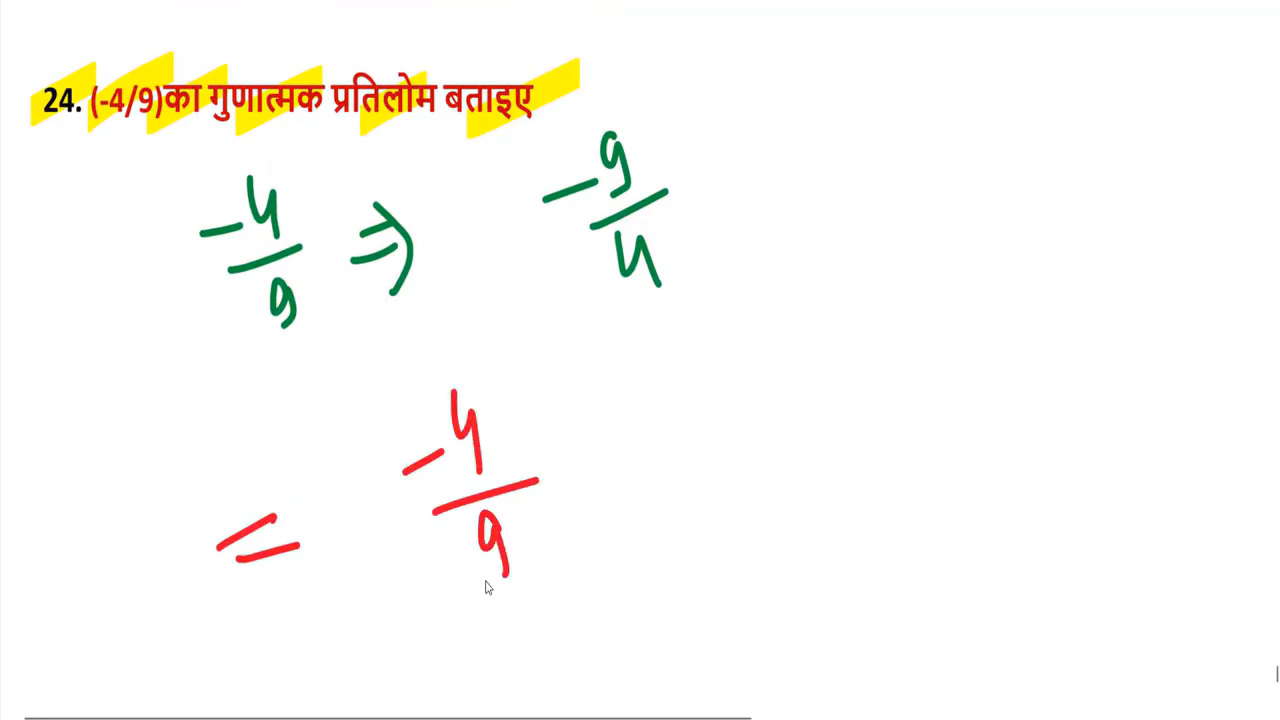 24. (-4/9)का गुणात्मक प्रतिलोम बताइए
-4/9 ⇒ -9/4
= -4/9